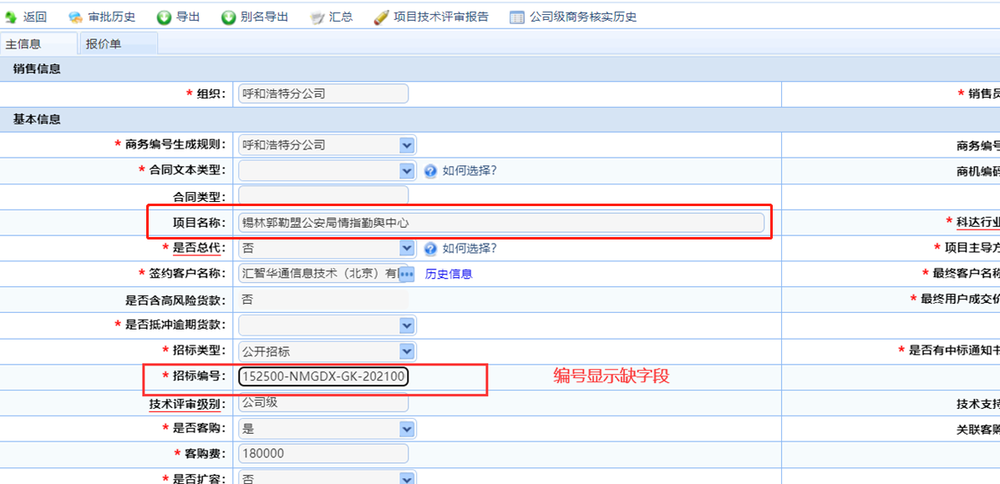 返回 审批历史 导出 别名导出 汇总 项目技术评审报告 公司级商务核实历史
主信息 报价单
销售信息
* 组织： 呼和浩特分公司 * 销售员
基本信息
* 商务编号生成规则： 呼和浩特分公司 商务编号
* 合同文本类型： 如何选择? 商机编码
合同类型：
项目名称： 锡林郭勒盟公安局情指勤舆中心 * 科达行业
* 是否总代： 否 如何选择? * 项目主导方
* 签约客户名称： 汇智华通信息技术（北京）有 历史信息 * 最终客户名称
是否含高风险货款： 否 * 最终用户成交价
* 是否抵冲逾期货款：
* 招标类型： 公开招标 * 是否有中标通知书
* 招标编号： 152500-NMGDX-GK-202100 编号显示缺字段
技术评审级别： 公司级 技术支持
* 是否客购： 是 关联客购
* 客购费： 180000
* 是否扩容： 否